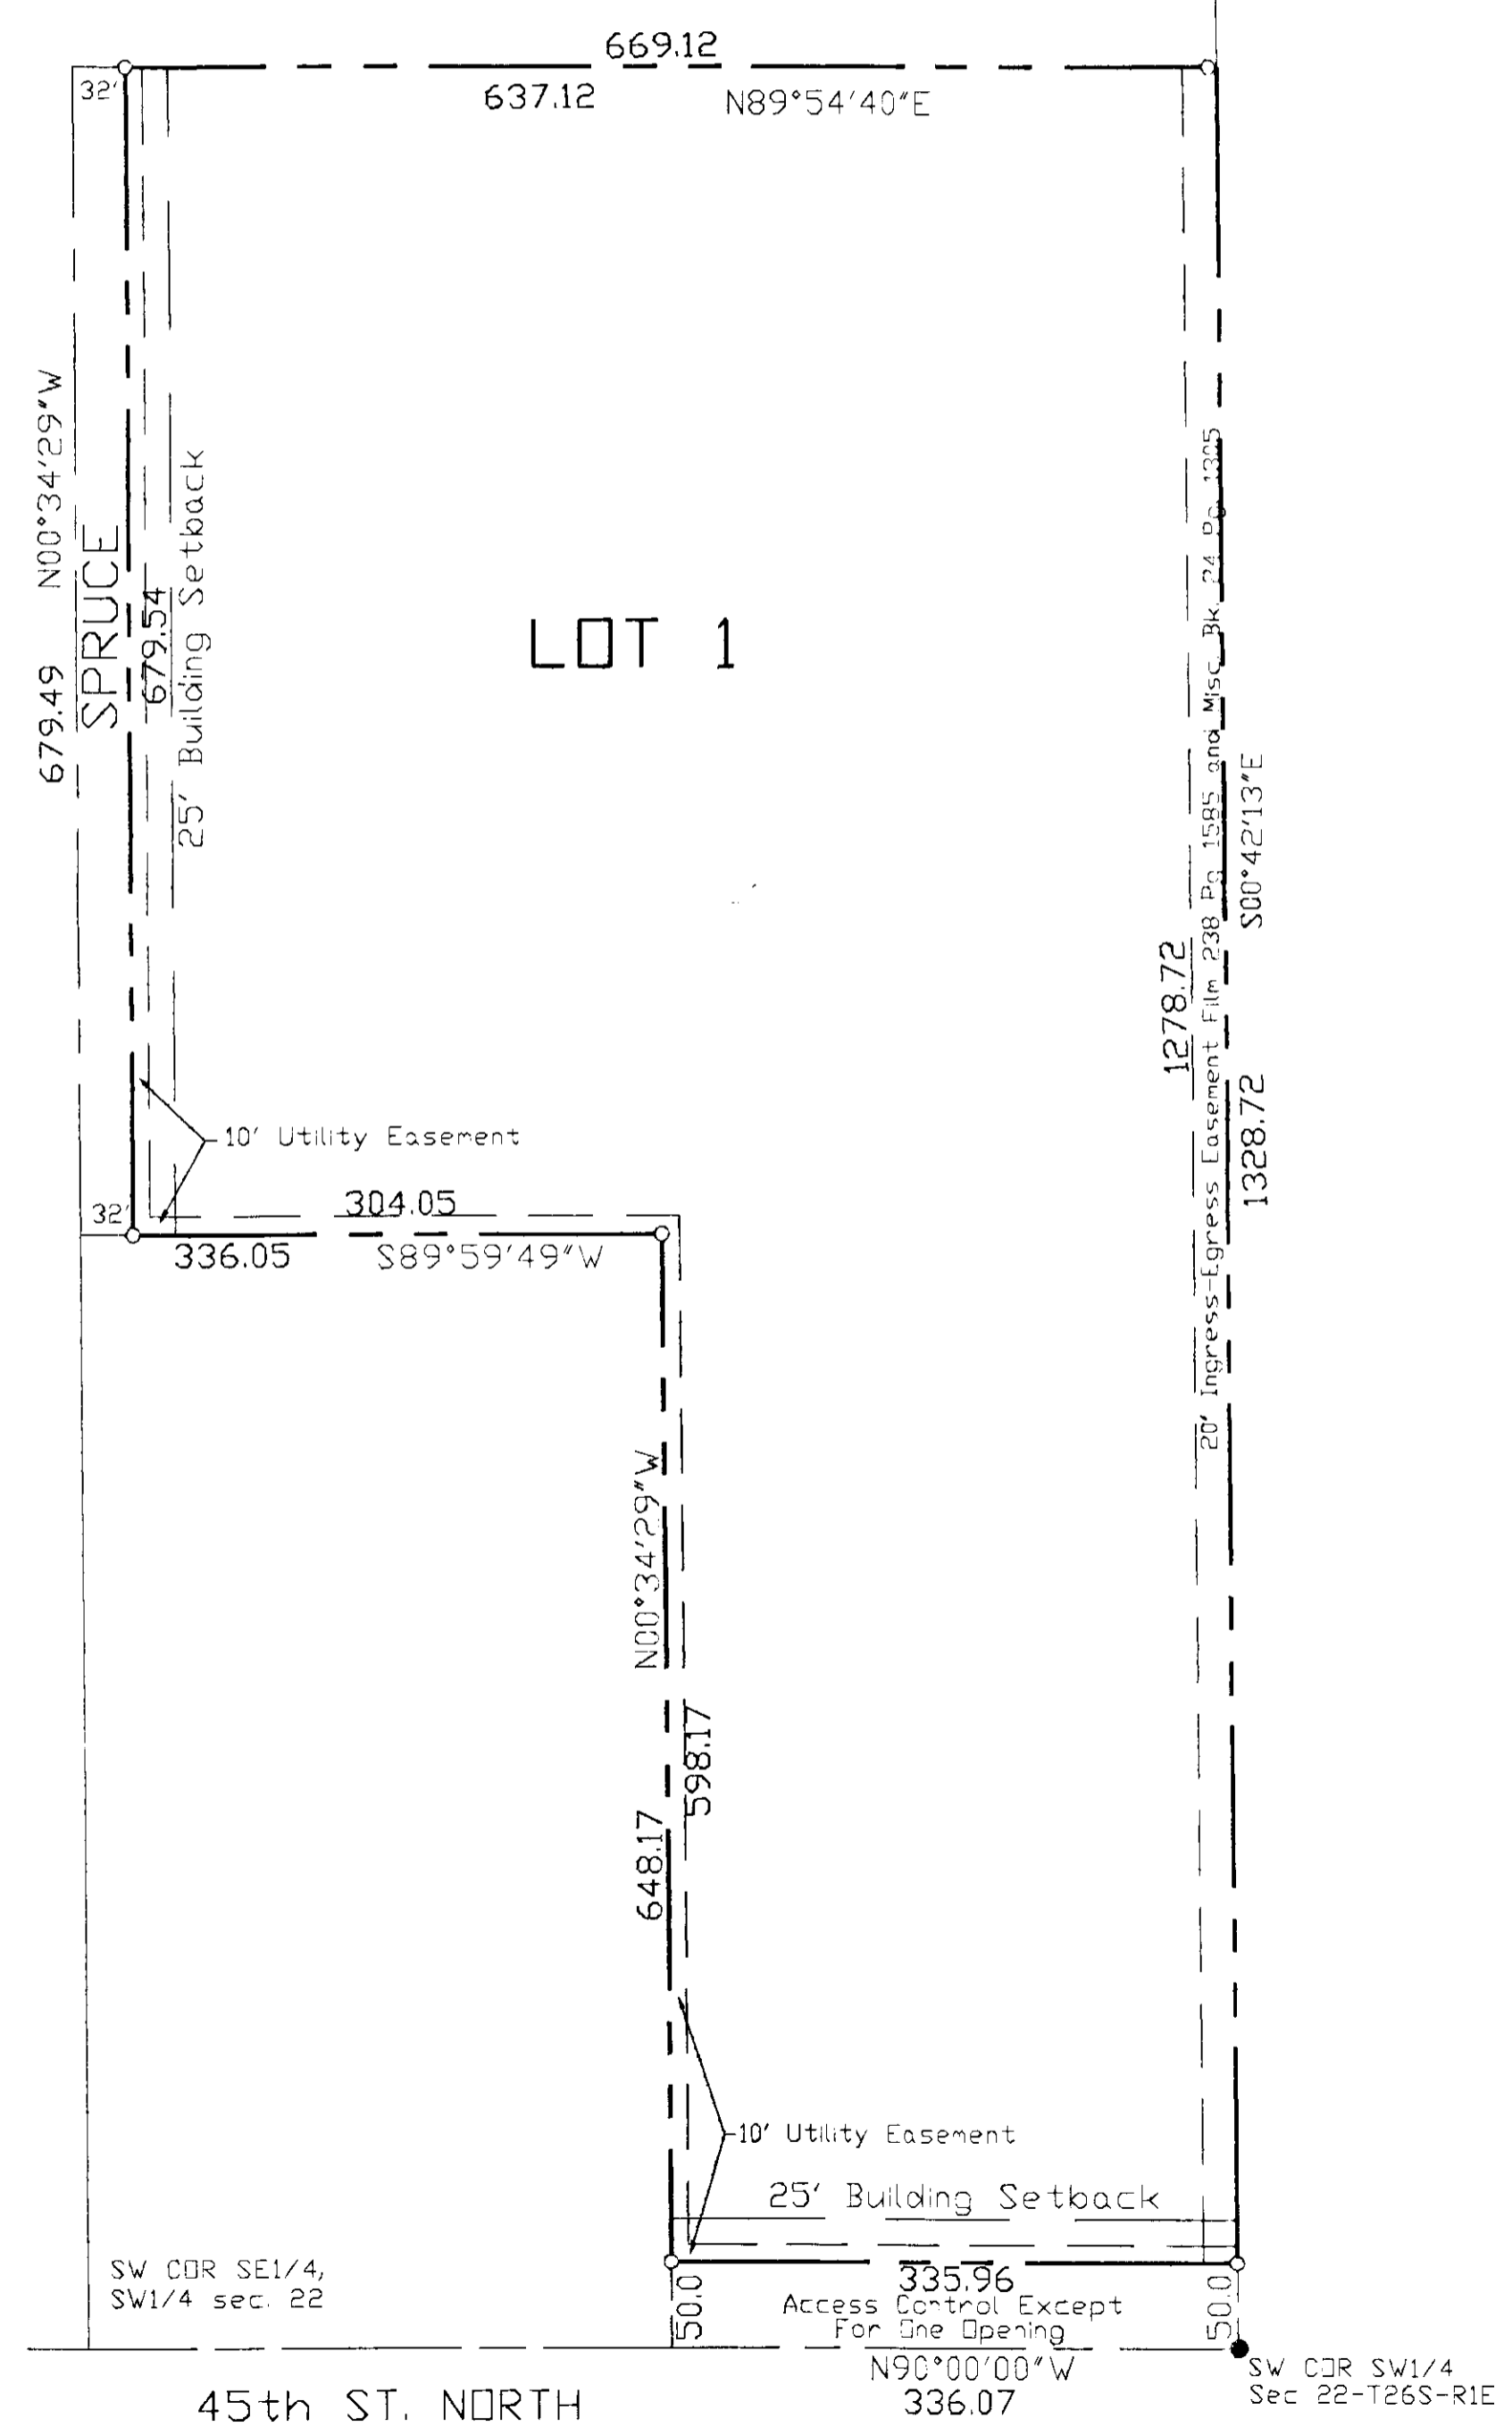 669.12
32'
637.12
N89°54'40"E
679.49 N00°34'29"W
SPRUCE
679.54
25' Building Setback
LOT 1
20' Ingress-Egress Easement Film 238 Pg 1585 and Misc. Bk. 24 Pg. 1305
S00°42'13"E
1278.72
1328.72
10' Utility Easement
32'
304.05
336.05
S89°59'49"W
N00°34'29"W
598.17
648.17
10' Utility Easement
25' Building Setback
SW COR SE1/4,
SW1/4 sec. 22
50.0
335.96
50.0
Access Control Except
For One Opening
N90°00'00"W
336.07
SW COR SW1/4
Sec 22-T26S-R1E
45th ST. NORTH